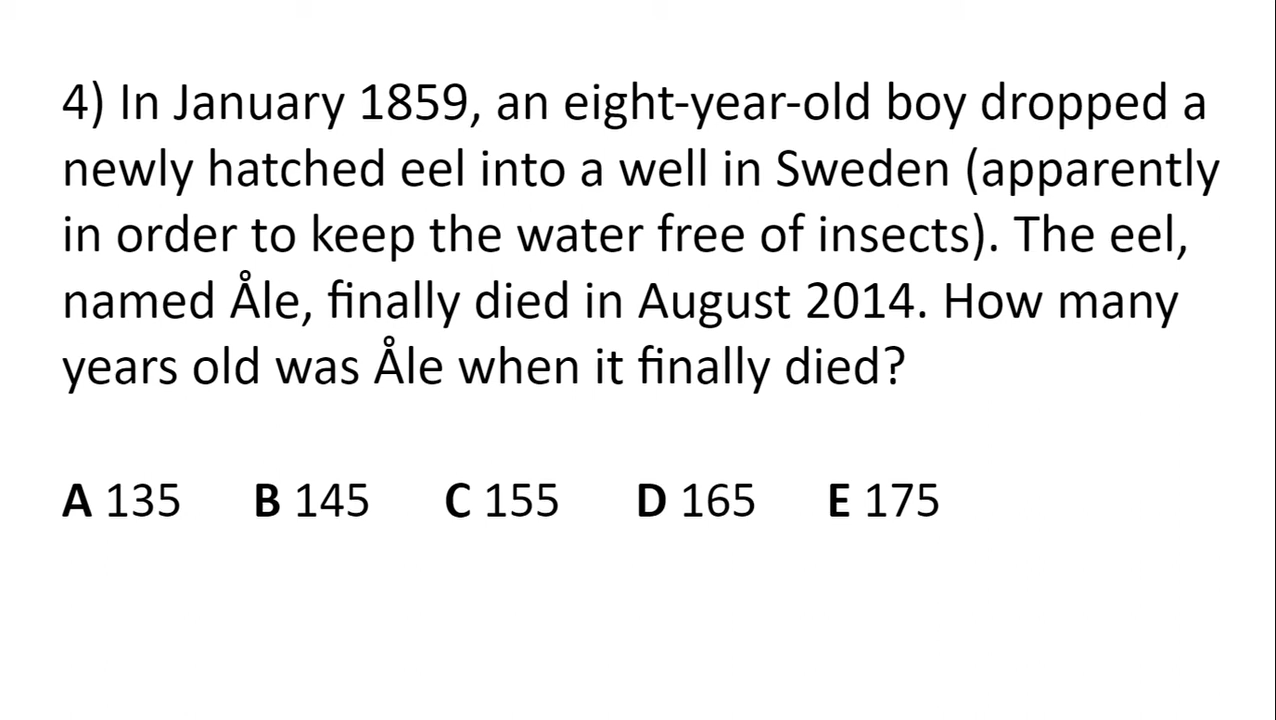 4) In January 1859, an eight-year-old boy dropped a
newly hatched eel into a well in Sweden (apparently
in order to keep the water free of insects). The eel,
named Åle, finally died in August 2014. How many
years old was Åle when it finally died?
A 135 B 145 C 155 D 165 E 175